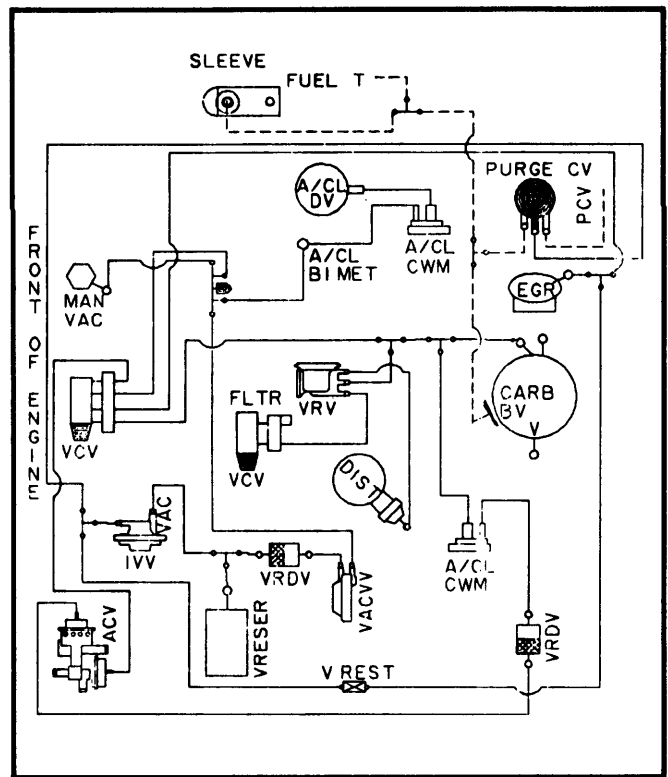 SLEEVE
FUEL T
PURGE CV
PCV
A/CL
DV
A/CL
BIMET
A/CL
CWM
EGR
FRONT OF ENGINE
MAN
VAC
FLTR
VRV
VCV
VCV
CARB
BV
V
DIST
VAC
IVV
VRDV
VACVV
A/CL
CWM
ACV
VRESER
VRDV
V REST